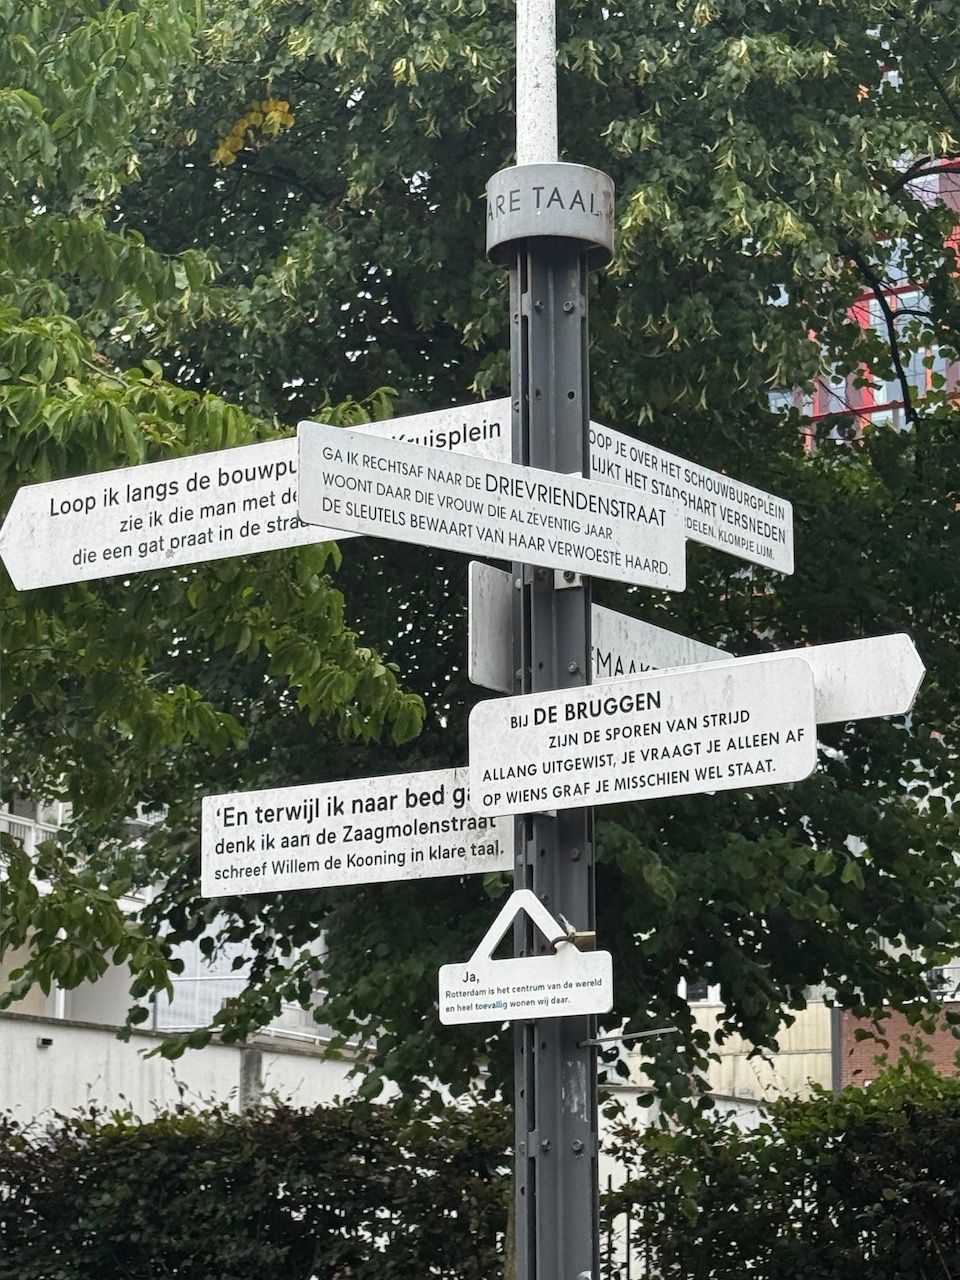 ARE TAAL
Kruisplein
Loop ik langs de bouwpu
zie ik die man met de
die een gat praat in de straa
GA IK RECHTSAF NAAR DE DRIEVRIENDENSTRAAT
WOONT DAAR DIE VROUW DIE AL ZEVENTIG JAAR
DE SLEUTELS BEWAART VAN HAAR VERWOESTE HAARD.
OOP JE OVER HET SCHOUWBURGPLEIN
LIJKT HET STADSHART VERSNEDEN
DELEN. KLOMPJE LIJM.
BIJ DE BRUGGEN
ZIJN DE SPOREN VAN STRIJD
ALLANG UITGEWIST, JE VRAAGT JE ALLEEN AF
OP WIENS GRAF JE MISSCHIEN WEL STAAT.
'En terwijl ik naar bed ga
denk ik aan de Zaagmolenstraat
schreef Willem de Kooning in klare taal.
Ja,
Rotterdam is het centrum van de wereld
en heel toevallig wonen wij daar.